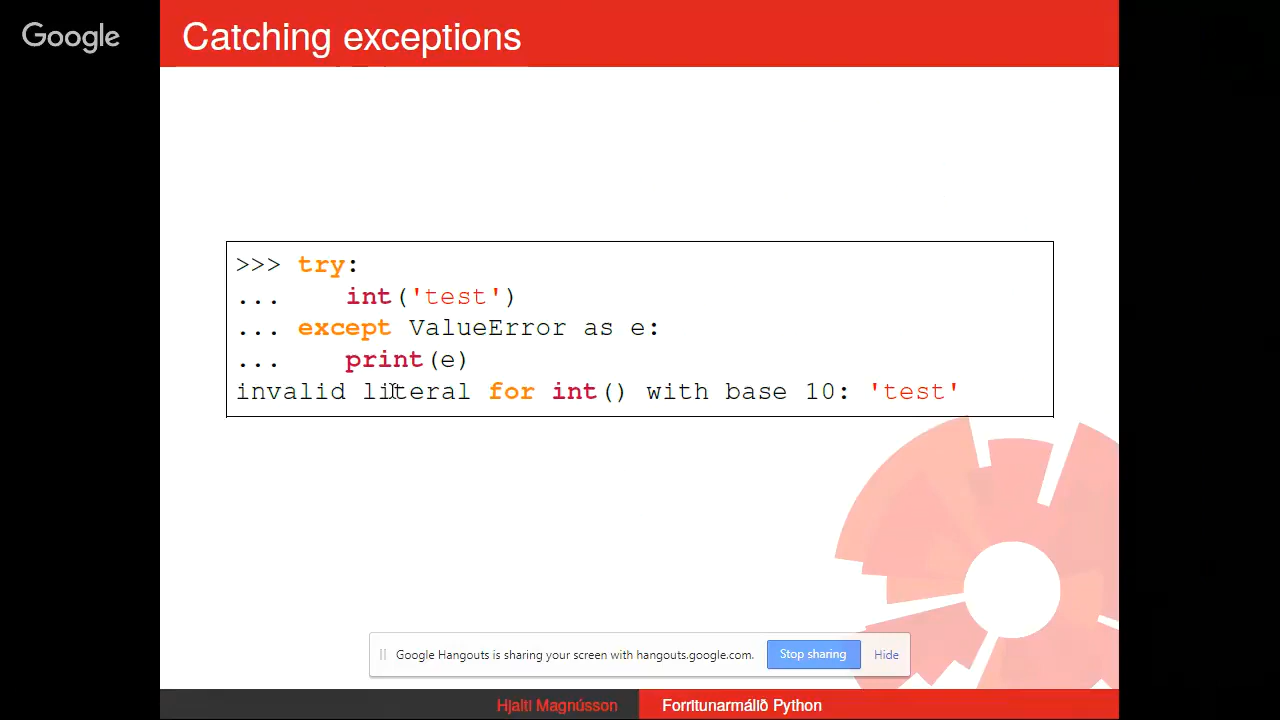 Google
Catching exceptions
>>> try:
...    int('test')
... except ValueError as e:
...    print(e)
invalid literal for int() with base 10: 'test'
Google Hangouts is sharing your screen with hangouts.google.com.
Stop sharing
Hide
Hjalti Magnússon
Forritunarmálið Python